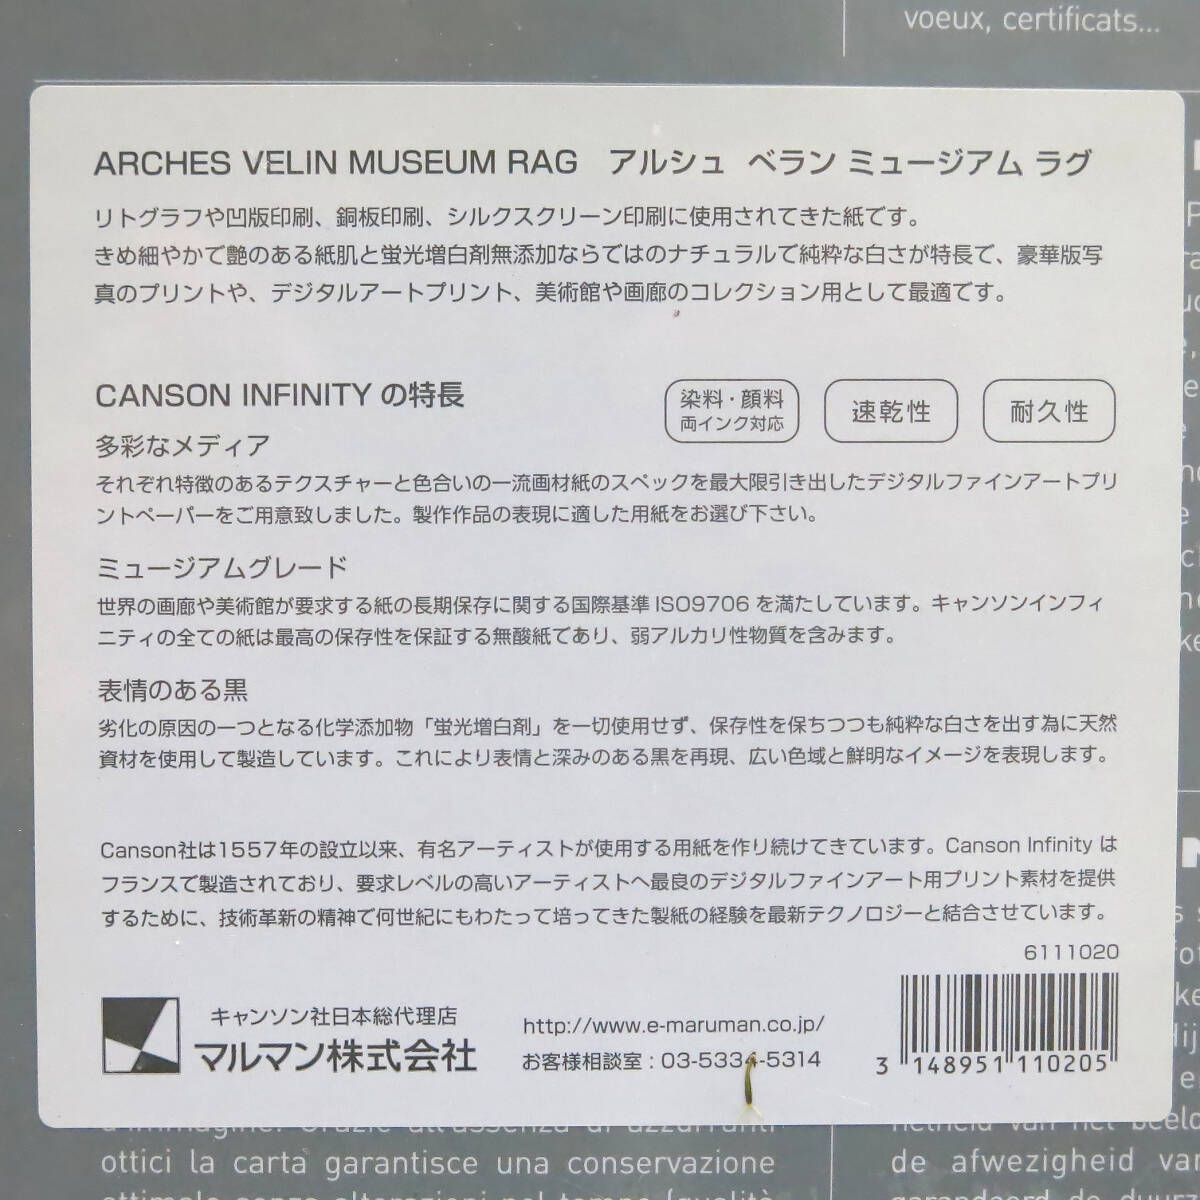 voeux, certificats...
ARCHES VELIN MUSEUM RAG アルシュ ベラン ミュージアム ラグ
リトグラフや凹版印刷、銅板印刷、シルクスクリーン印刷に使用されてきた紙です。
きめ細やかで艶のある紙肌と蛍光増白剤無添加ならではのナチュラルで純粋な白さが特長で、豪華版写
真のプリントや、デジタルアートプリント、美術館や画廊のコレクション用として最適です。
CANSON INFINITY の特長
染料・顔料
両インク対応
速乾性
耐久性
多彩なメディア
それぞれ特徴のあるテクスチャーと色合いの一流画材紙のスペックを最大限引き出したデジタルファインアートプリ
ントペーパーをご用意致しました。製作作品の表現に適した用紙をお選び下さい。
ミュージアムグレード
世界の画廊や美術館が要求する紙の長期保存に関する国際基準 ISO9706 を満たしています。キャンソンインフィ
ニティの全ての紙は最高の保存性を保証する無酸紙であり、弱アルカリ性物質を含みます。
表情のある黒
劣化の原因の一つとなる化学添加物「蛍光増白剤」を一切使用せず、保存性を保ちつつも純粋な白さを出す為に天然
資材を使用して製造しています。これにより表情と深みのある黒を再現、広い色域と鮮明なイメージを表現します。
Canson社は1557年の設立以来、有名アーティストが使用する用紙を作り続けてきています。Canson Infinity は
フランスで製造されており、要求レベルの高いアーティストへ最良のデジタルファインアート用プリント素材を提供
するために、技術革新の精神で何世紀にもわたって培ってきた製紙の経験を最新テクノロジーと結合させています。
6111020
キャンソン社日本総代理店
マルマン株式会社
http://www.e-maruman.co.jp/
お客様相談室 : 03-5334-5314
3 148951 110205
d'immagine. Grazie all'assenza di azzurranti
ottici la carta garantisce una conservazione
ottimale senza alterazioni nel tempo (qualità
helheid van het beeld
de afwezigheid van
garandeerd de duurz